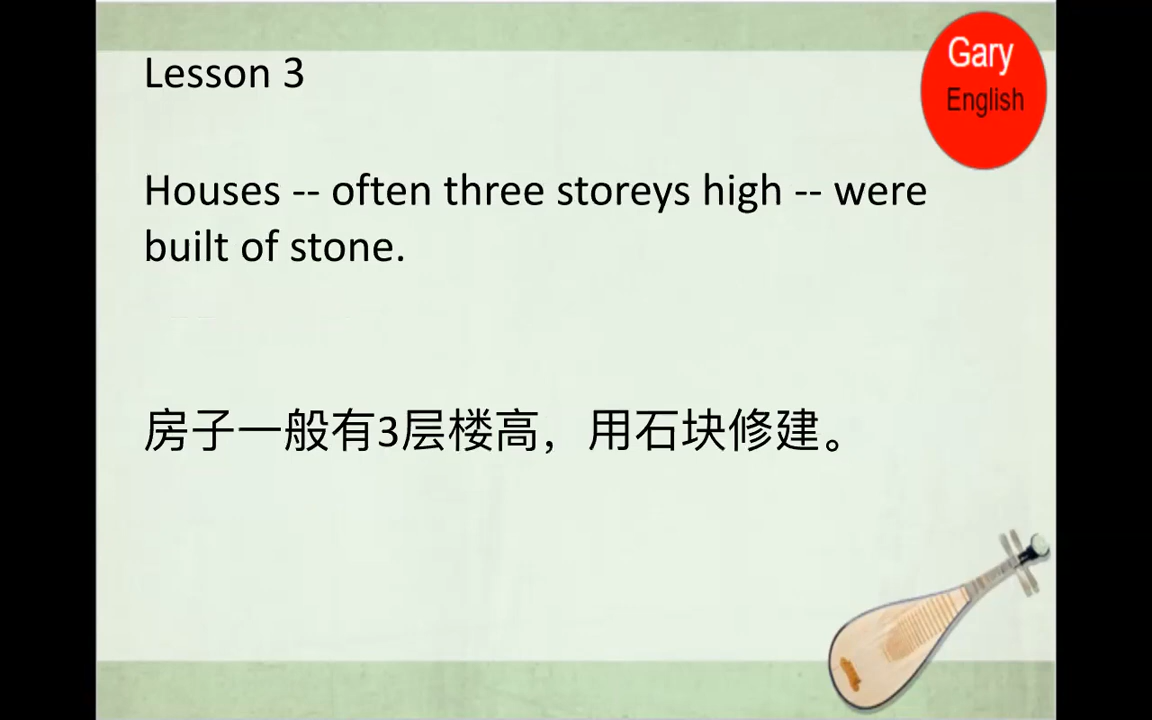 Lesson 3
Gary
English
Houses -- often three storeys high -- were
built of stone.
房子一般有3层楼高，用石块修建。